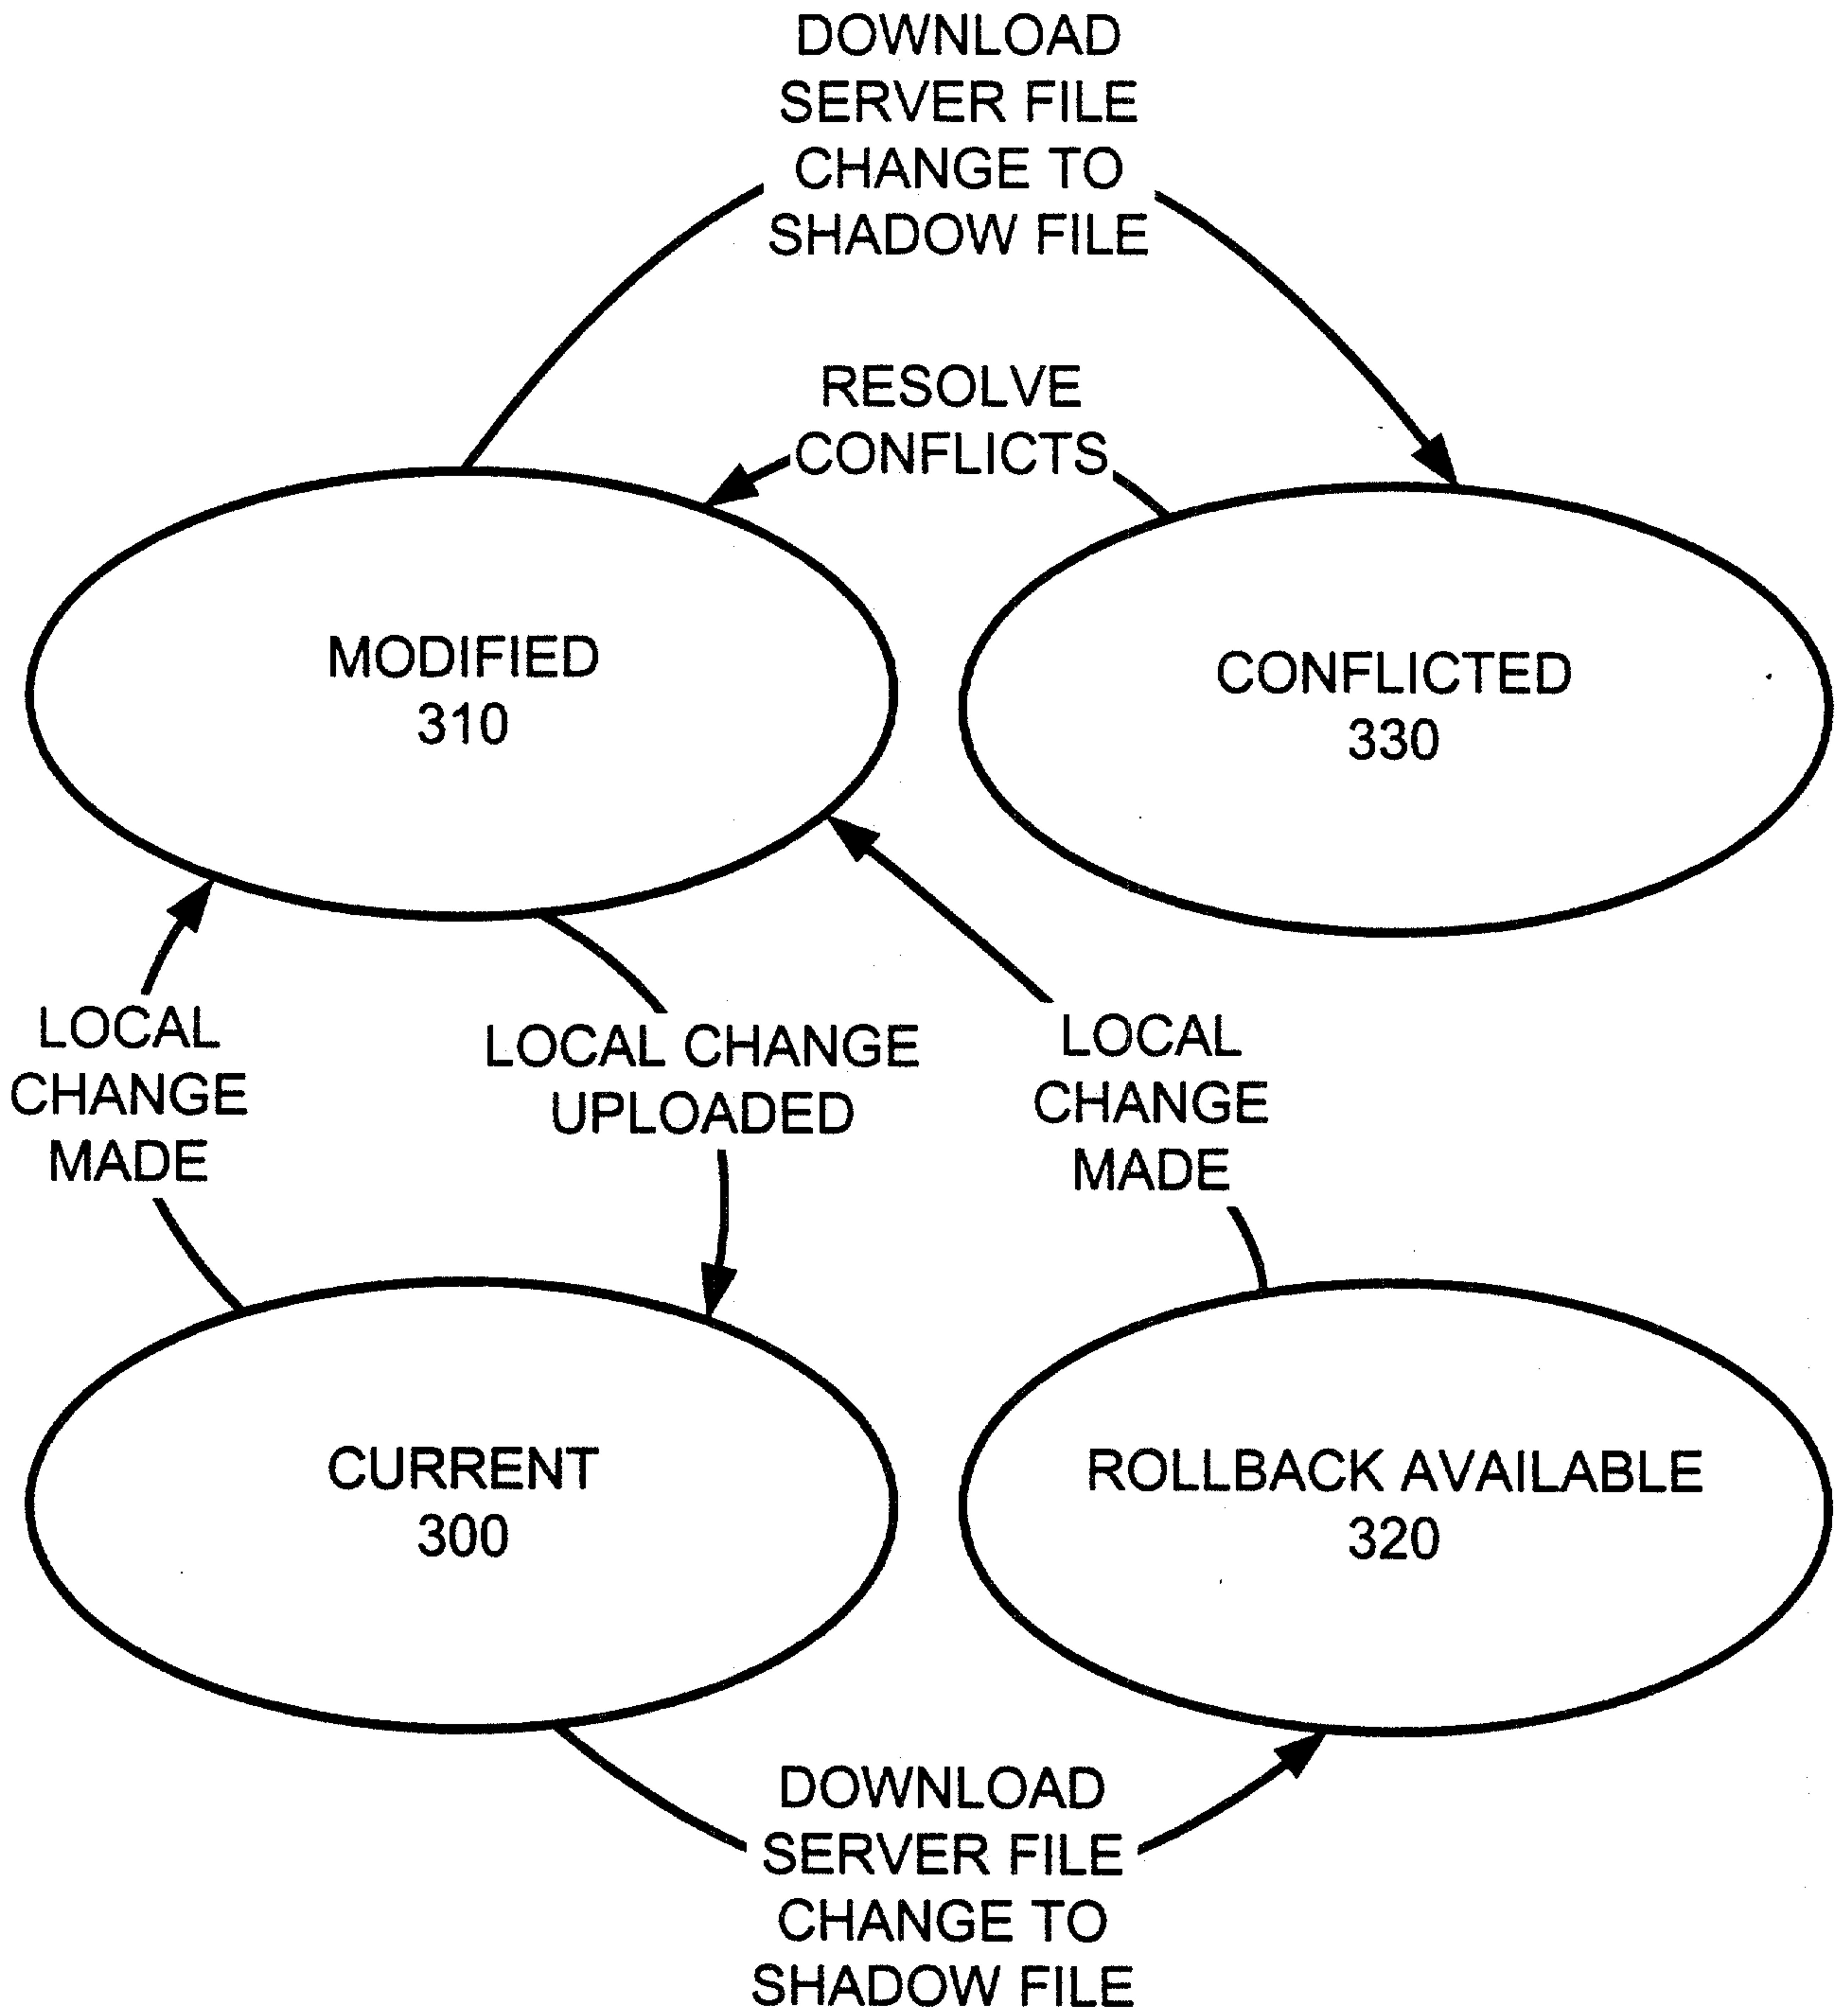 DOWNLOAD
SERVER FILE
CHANGE TO
SHADOW FILE
RESOLVE
CONFLICTS
MODIFIED
310
CONFLICTED
330
LOCAL
CHANGE
MADE
LOCAL CHANGE
UPLOADED
LOCAL
CHANGE
MADE
CURRENT
300
ROLLBACK AVAILABLE
320
DOWNLOAD
SERVER FILE
CHANGE TO
SHADOW FILE